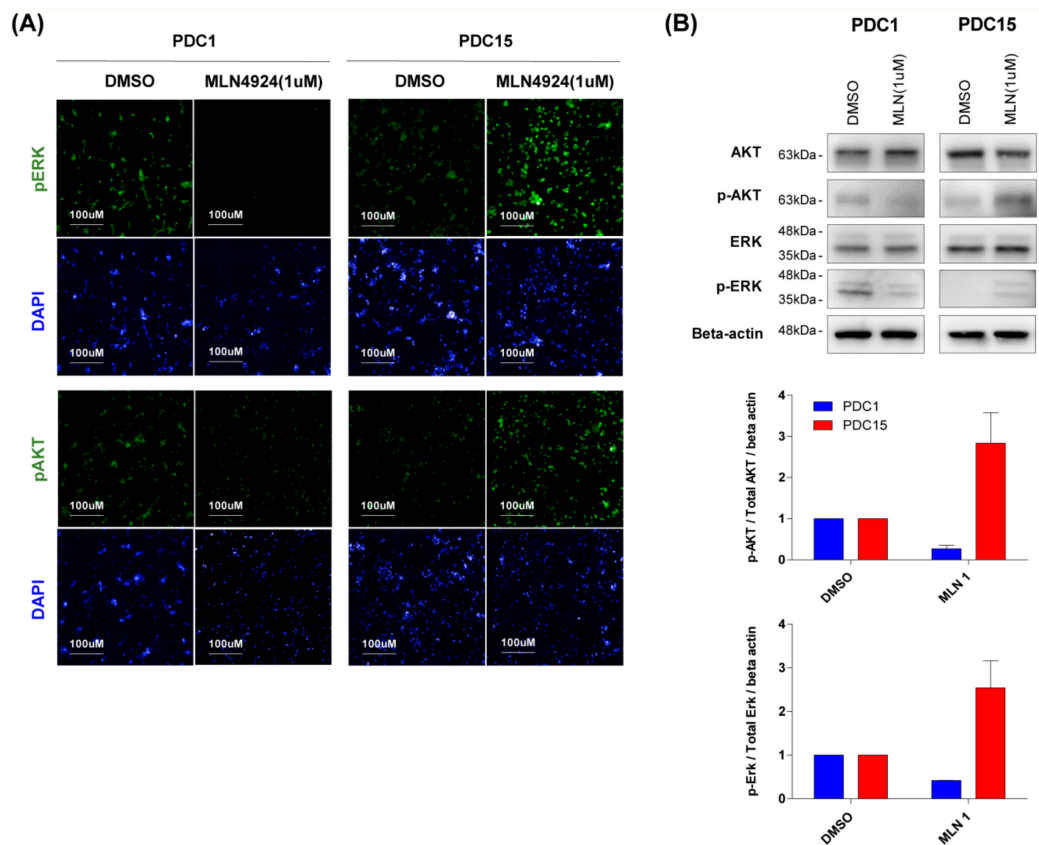 (A)
PDC1 PDC15
DMSO MLN4924(1uM) DMSO MLN4924(1uM)
pERK
100uM 100uM 100uM 100uM
DAPI
100uM 100uM 100uM 100uM
pAKT
100uM 100uM 100uM 100uM
DAPI
100uM 100uM 100uM 100uM
(B)
PDC1 PDC15
DMSO MLN(1uM) DMSO MLN(1uM)
AKT 63kDa -
p-AKT 63kDa -
ERK 48kDa -
35kDa -
p-ERK 48kDa -
35kDa -
Beta-actin 48kDa -
p-AKT / Total AKT / beta actin
4
3
2
1
0
PDC1
PDC15
DMSO MLN 1
p-Erk / Total Erk / beta actin
4
3
2
1
0
DMSO MLN 1